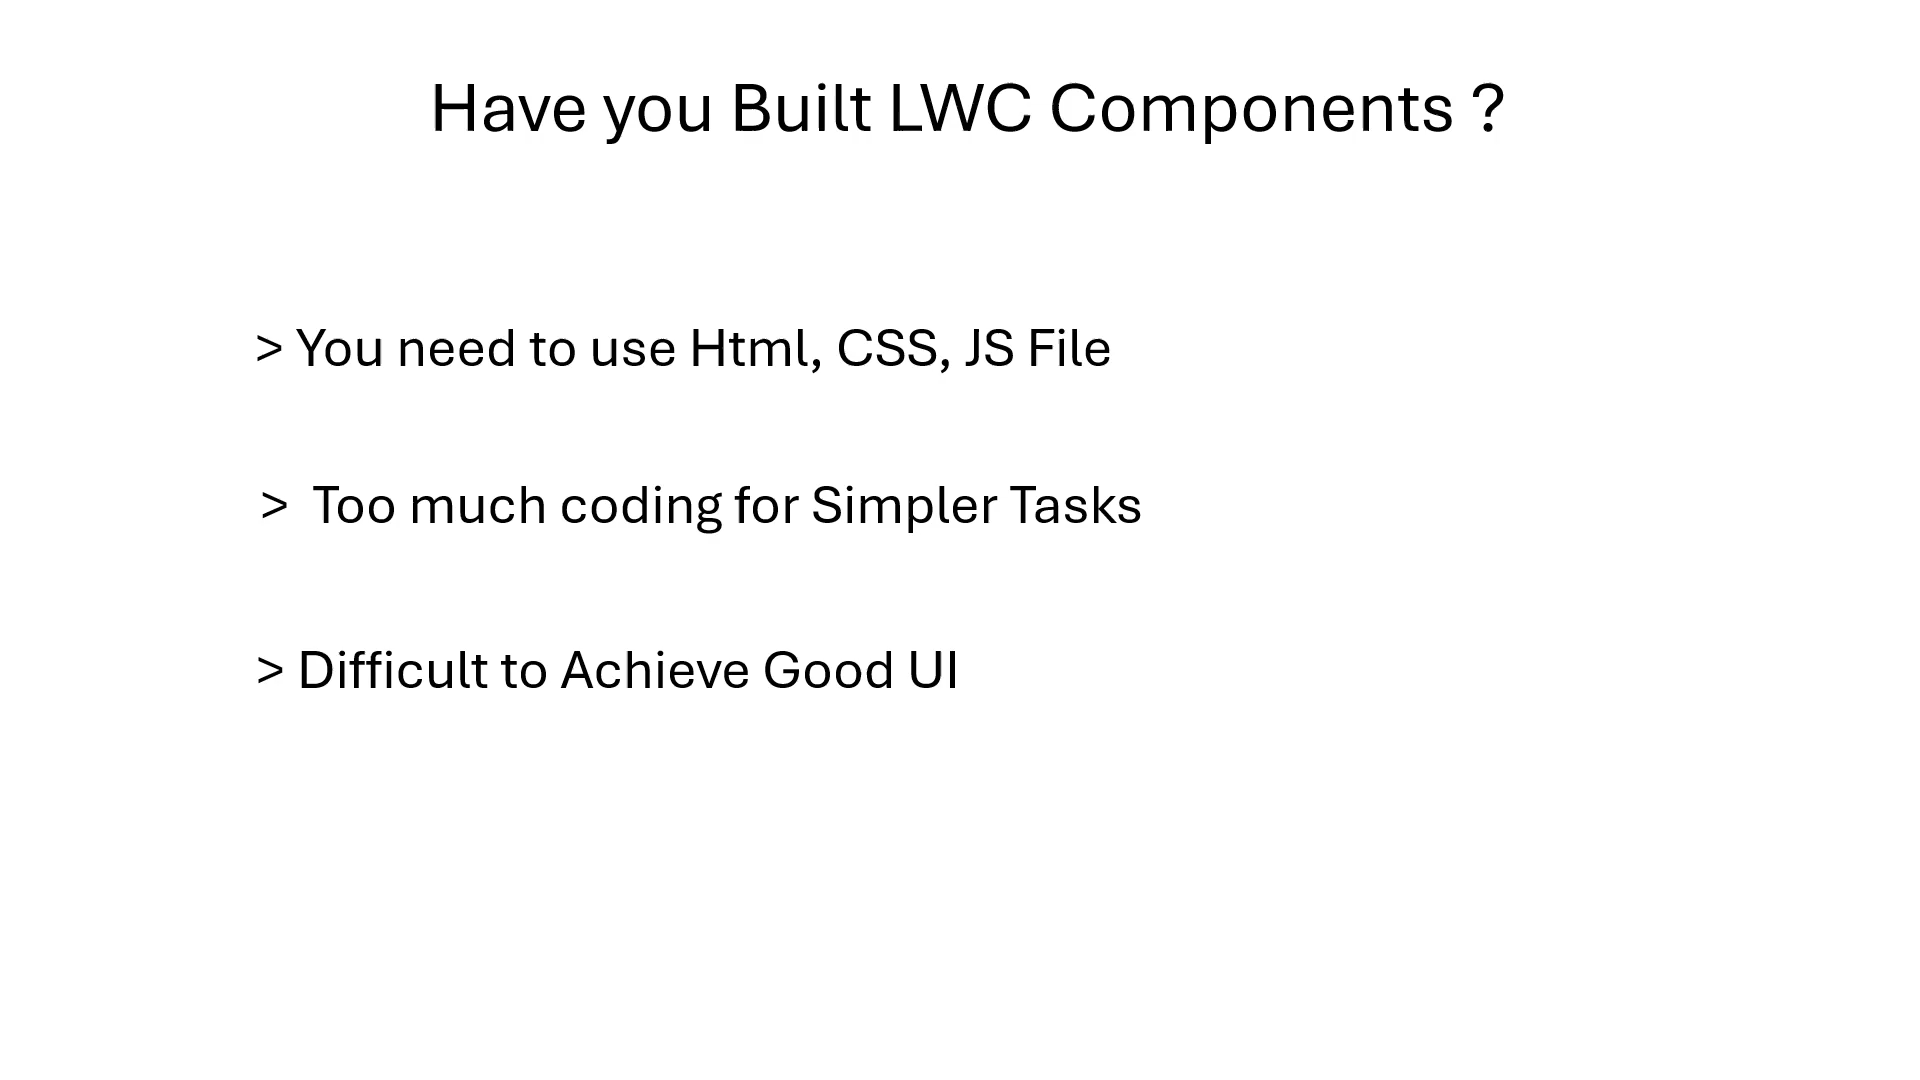 Have you Built LWC Components ?
> You need to use Html, CSS, JS File
> Too much coding for Simpler Tasks
> Difficult to Achieve Good UI